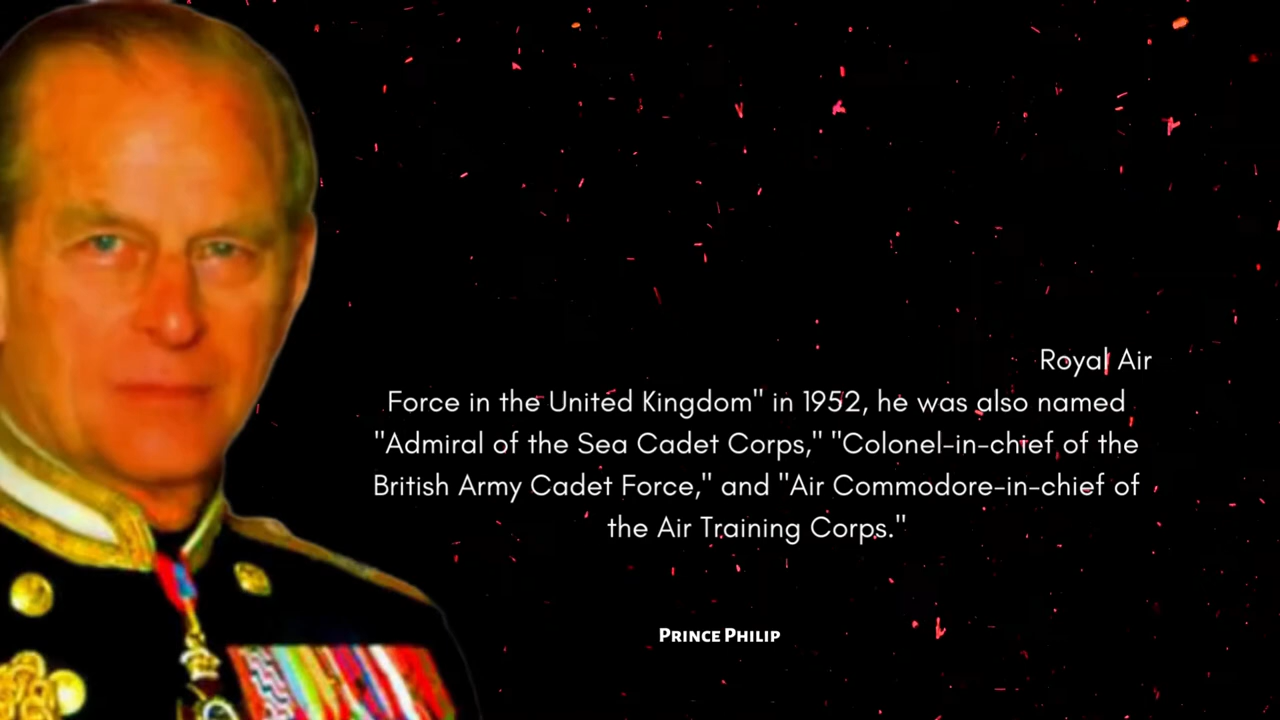 Royal Air
Force in the United Kingdom" in 1952, he was also named
"Admiral of the Sea Cadet Corps," "Colonel-in-chief of the
British Army Cadet Force," and "Air Commodore-in-chief of
the Air Training Corps."
Prince Philip